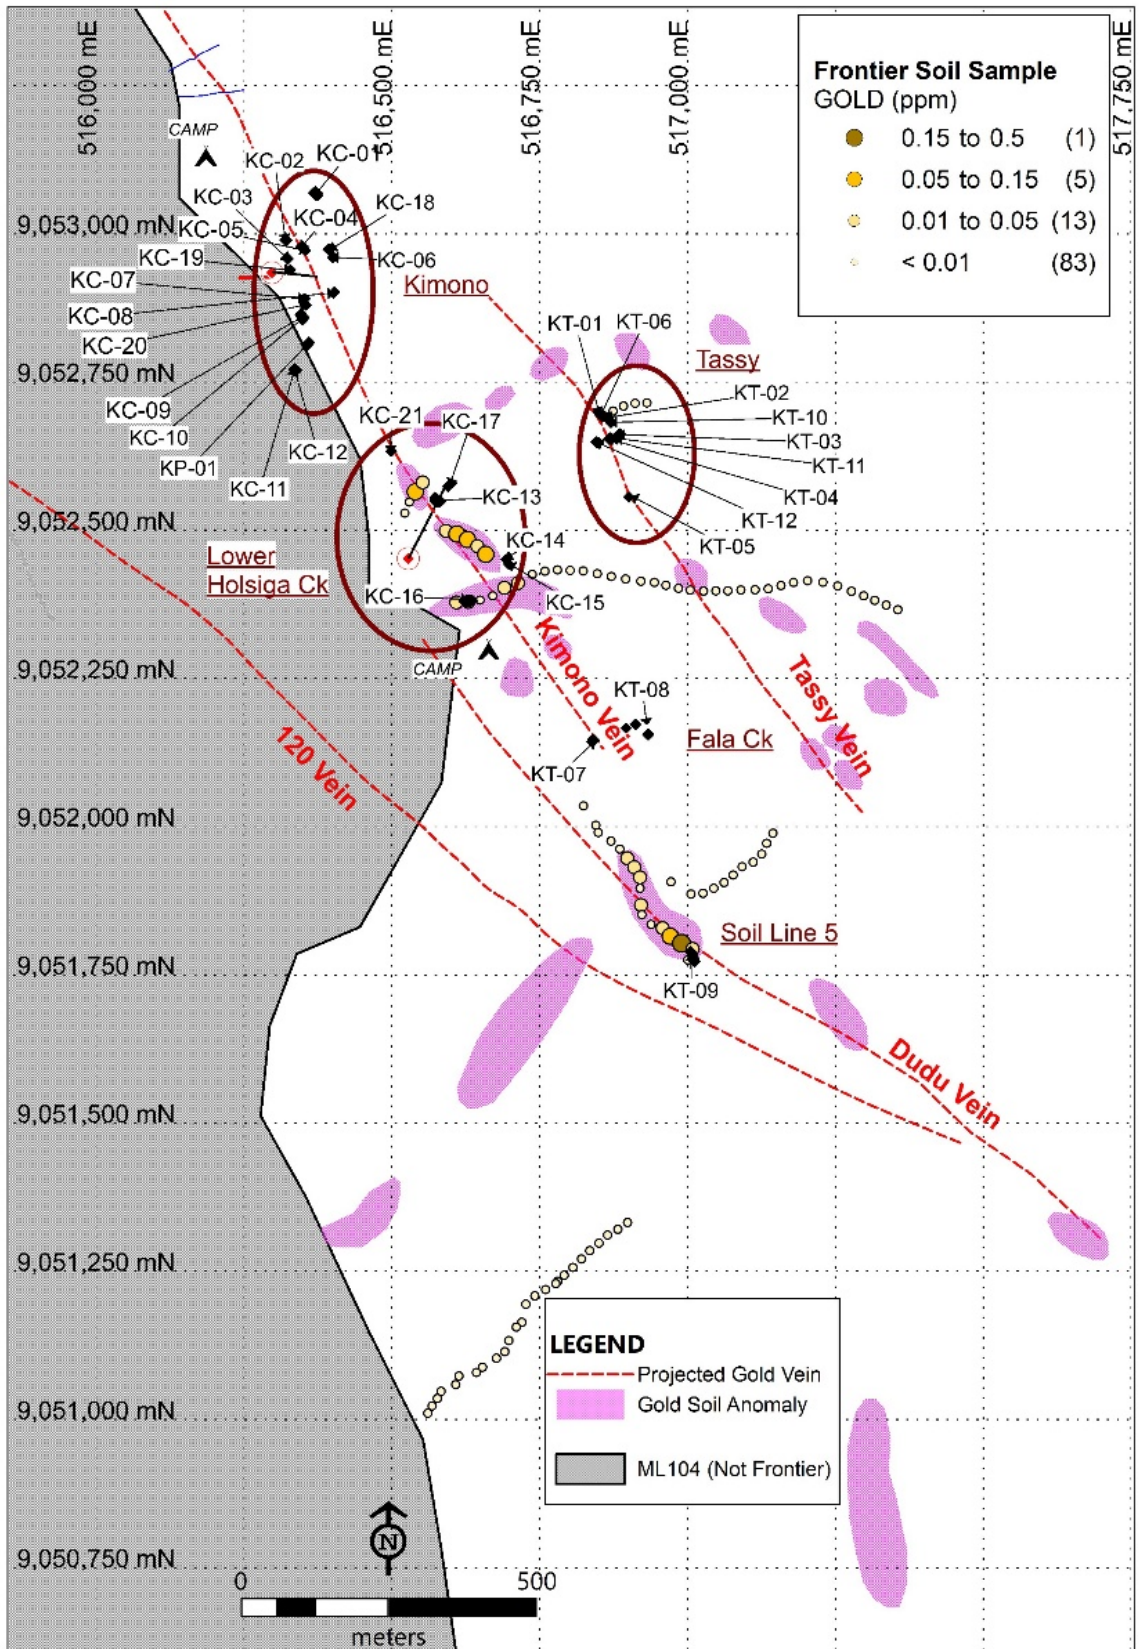 516,000 mE
516,500 mE
516,750 mE
517,000 mE
517,750 mE
Frontier Soil Sample
GOLD (ppm)
0.15 to 0.5 (1)
0.05 to 0.15 (5)
0.01 to 0.05 (13)
< 0.01 (83)
CAMP
KC-01
KC-02
KC-03
KC-04
KC-18
KC-05
KC-19
KC-06
KC-07
KC-08
KC-20
KC-09
KC-10
KP-01
KC-11
KC-12
9,053,000 mN
Kimono
KT-01
KT-06
Tassy
9,052,750 mN
KT-02
KT-10
KT-03
KT-11
KT-04
KT-12
KT-05
KC-21
KC-17
KC-13
9,052,500 mN
Lower
Holsiga Ck
KC-14
KC-16
KC-15
CAMP
9,052,250 mN
Kimono Vein
KT-08
Tassy Vein
Fala Ck
KT-07
120 Vein
9,052,000 mN
Soil Line 5
9,051,750 mN
KT-09
Dudu Vein
9,051,500 mN
9,051,250 mN
LEGEND
Projected Gold Vein
Gold Soil Anomaly
ML104 (Not Frontier)
9,051,000 mN
N
9,050,750 mN
0
500
meters